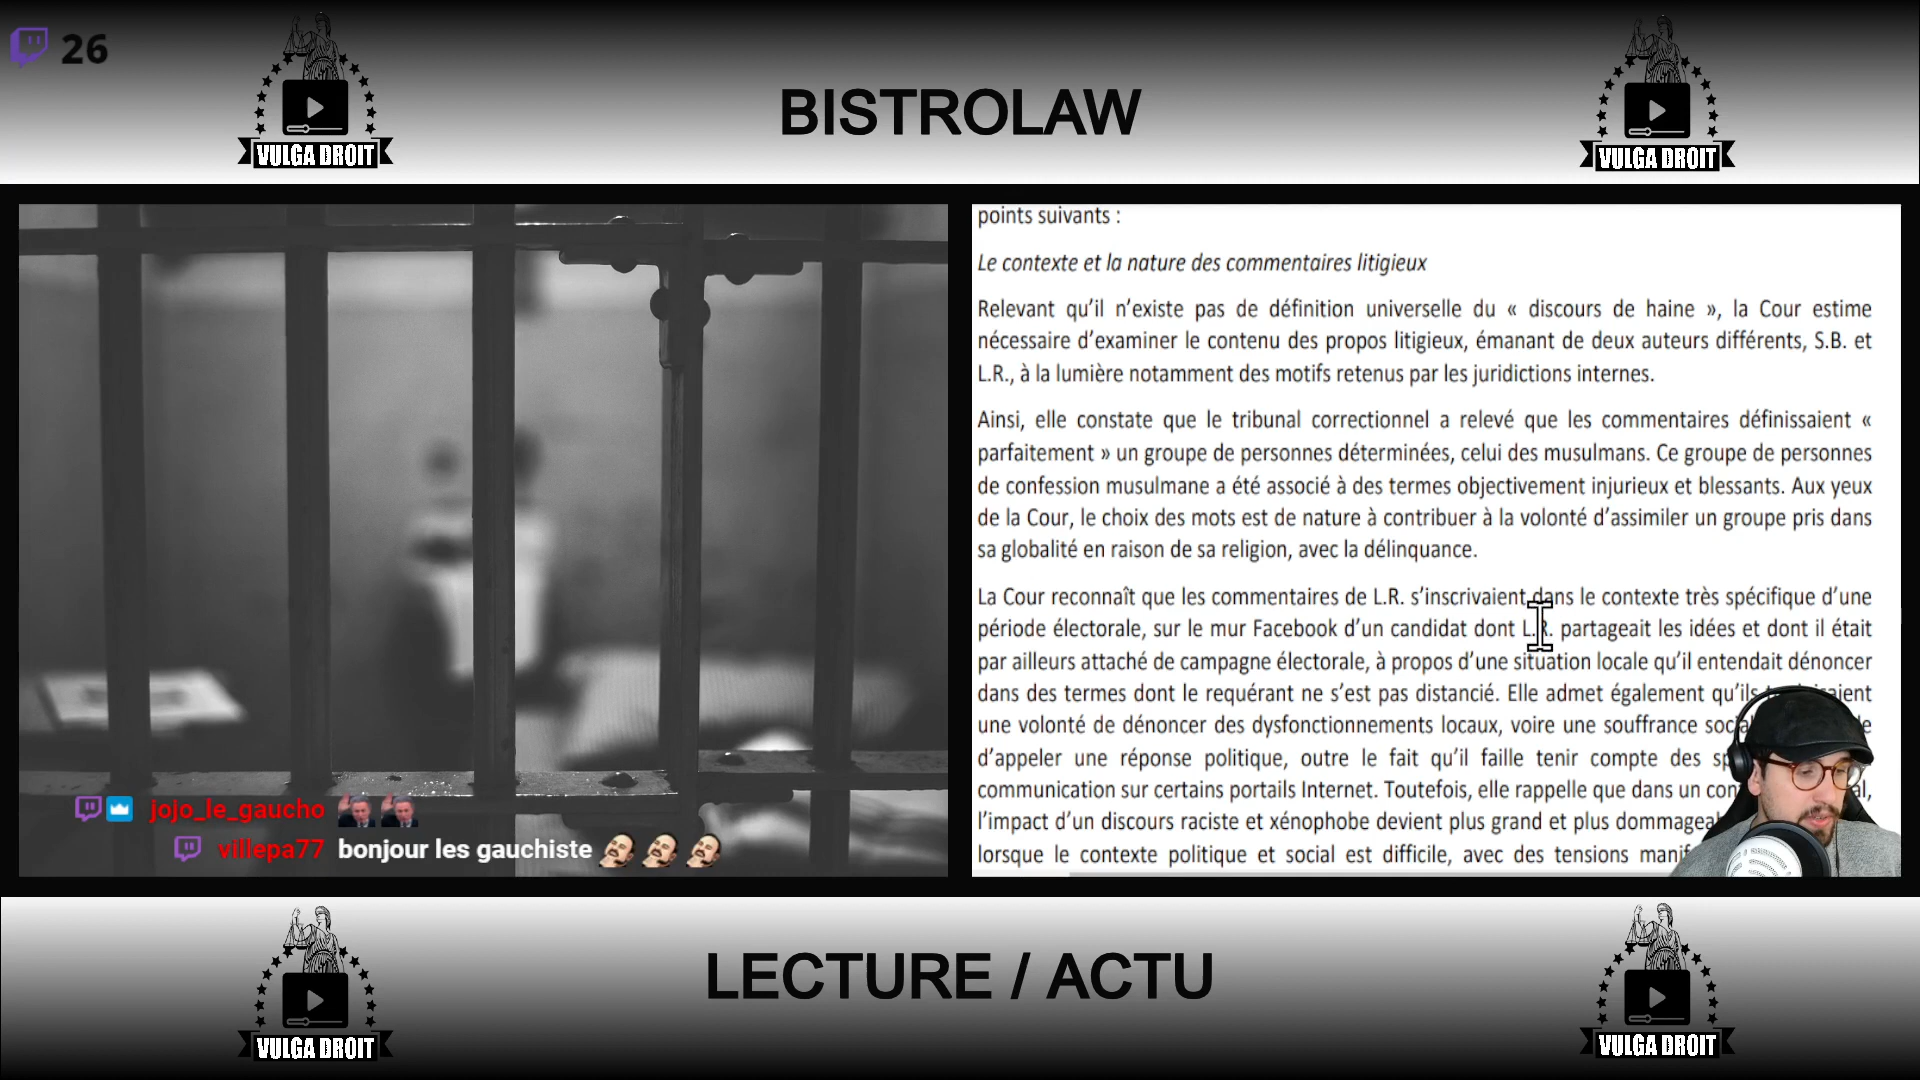 26
BISTROLAW
VULGA DROIT
VULGA DROIT
points suivants :
Le contexte et la nature des commentaires litigieux
Relevant qu’il n’existe pas de définition universelle du « discours de haine », la Cour estime
nécessaire d’examiner le contenu des propos litigieux, émanant de deux auteurs différents, S.B. et
L.R., à la lumière notamment des motifs retenus par les juridictions internes.
Ainsi, elle constate que le tribunal correctionnel a relevé que les commentaires définissaient «
parfaitement » un groupe de personnes déterminées, celui des musulmans. Ce groupe de personnes
de confession musulmane a été associé à des termes objectivement injurieux et blessants. Aux yeux
de la Cour, le choix des mots est de nature à contribuer à la volonté d’assimiler un groupe pris dans
sa globalité en raison de sa religion, avec la délinquance.
La Cour reconnaît que les commentaires de L.R. s’inscrivaient dans le contexte très spécifique d’une
période électorale, sur le mur Facebook d’un candidat dont L.R. partageait les idées et dont il était
par ailleurs attaché de campagne électorale, à propos d’une situation locale qu’il entendait dénoncer
dans des termes dont le requérant ne s’est pas distancié. Elle admet également qu’ils
une volonté de dénoncer des dysfonctionnements locaux, voire une souffrance
d’appeler une réponse politique, outre le fait qu’il faille tenir compte des
communication sur certains portails Internet. Toutefois, elle rappelle que dans un
l’impact d’un discours raciste et xénophobe devient plus grand et plus
lorsque le contexte politique et social est difficile, avec des tensions
jojo_le_gaucho
villepa77 bonjour les gauchiste
LECTURE / ACTU
VULGA DROIT
VULGA DROIT